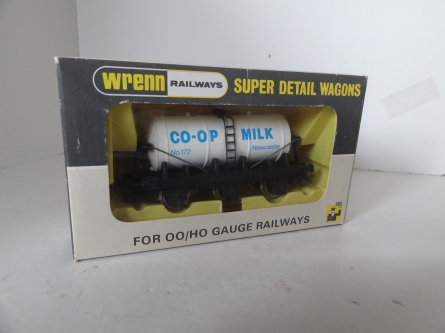 wrenn RAILWAYS SUPER DETAIL WAGONS
CO-OP MILK
No.172 Newcastle
FOR OO/HO GAUGE RAILWAYS